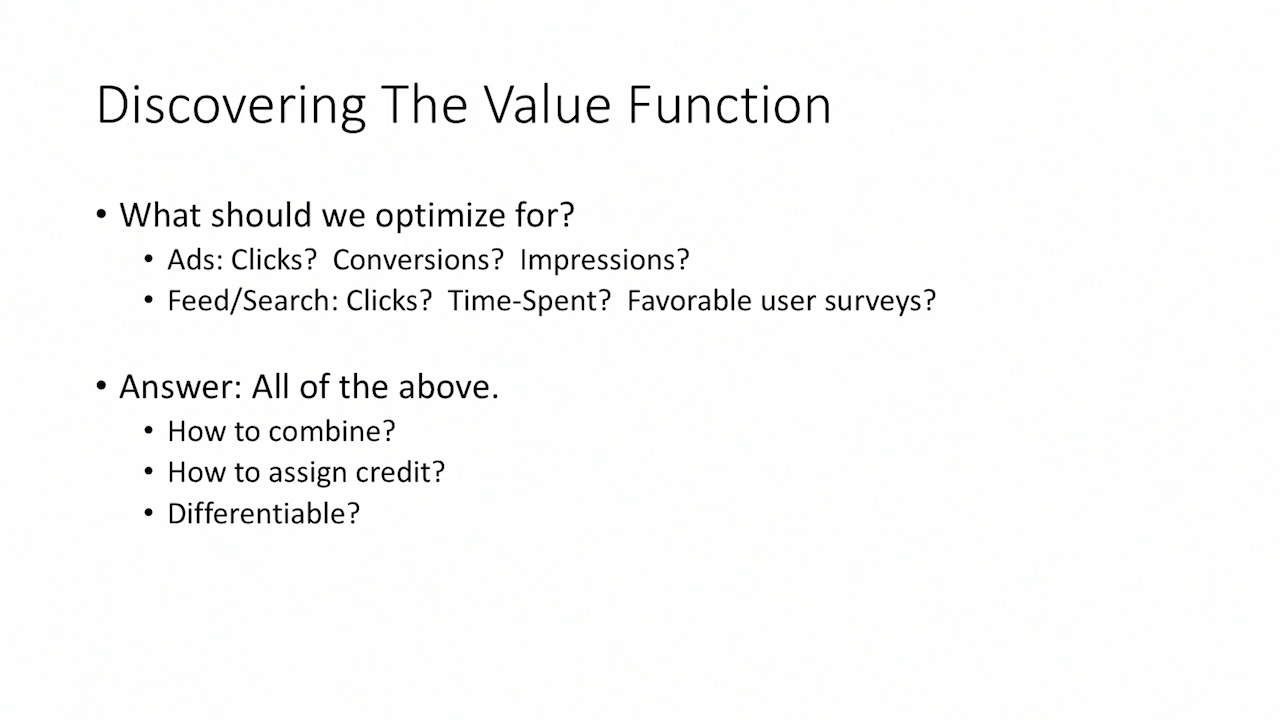 Discovering The Value Function
• What should we optimize for?
• Ads: Clicks?  Conversions?  Impressions?
• Feed/Search: Clicks?  Time-Spent?  Favorable user surveys?
• Answer: All of the above.
• How to combine?
• How to assign credit?
• Differentiable?